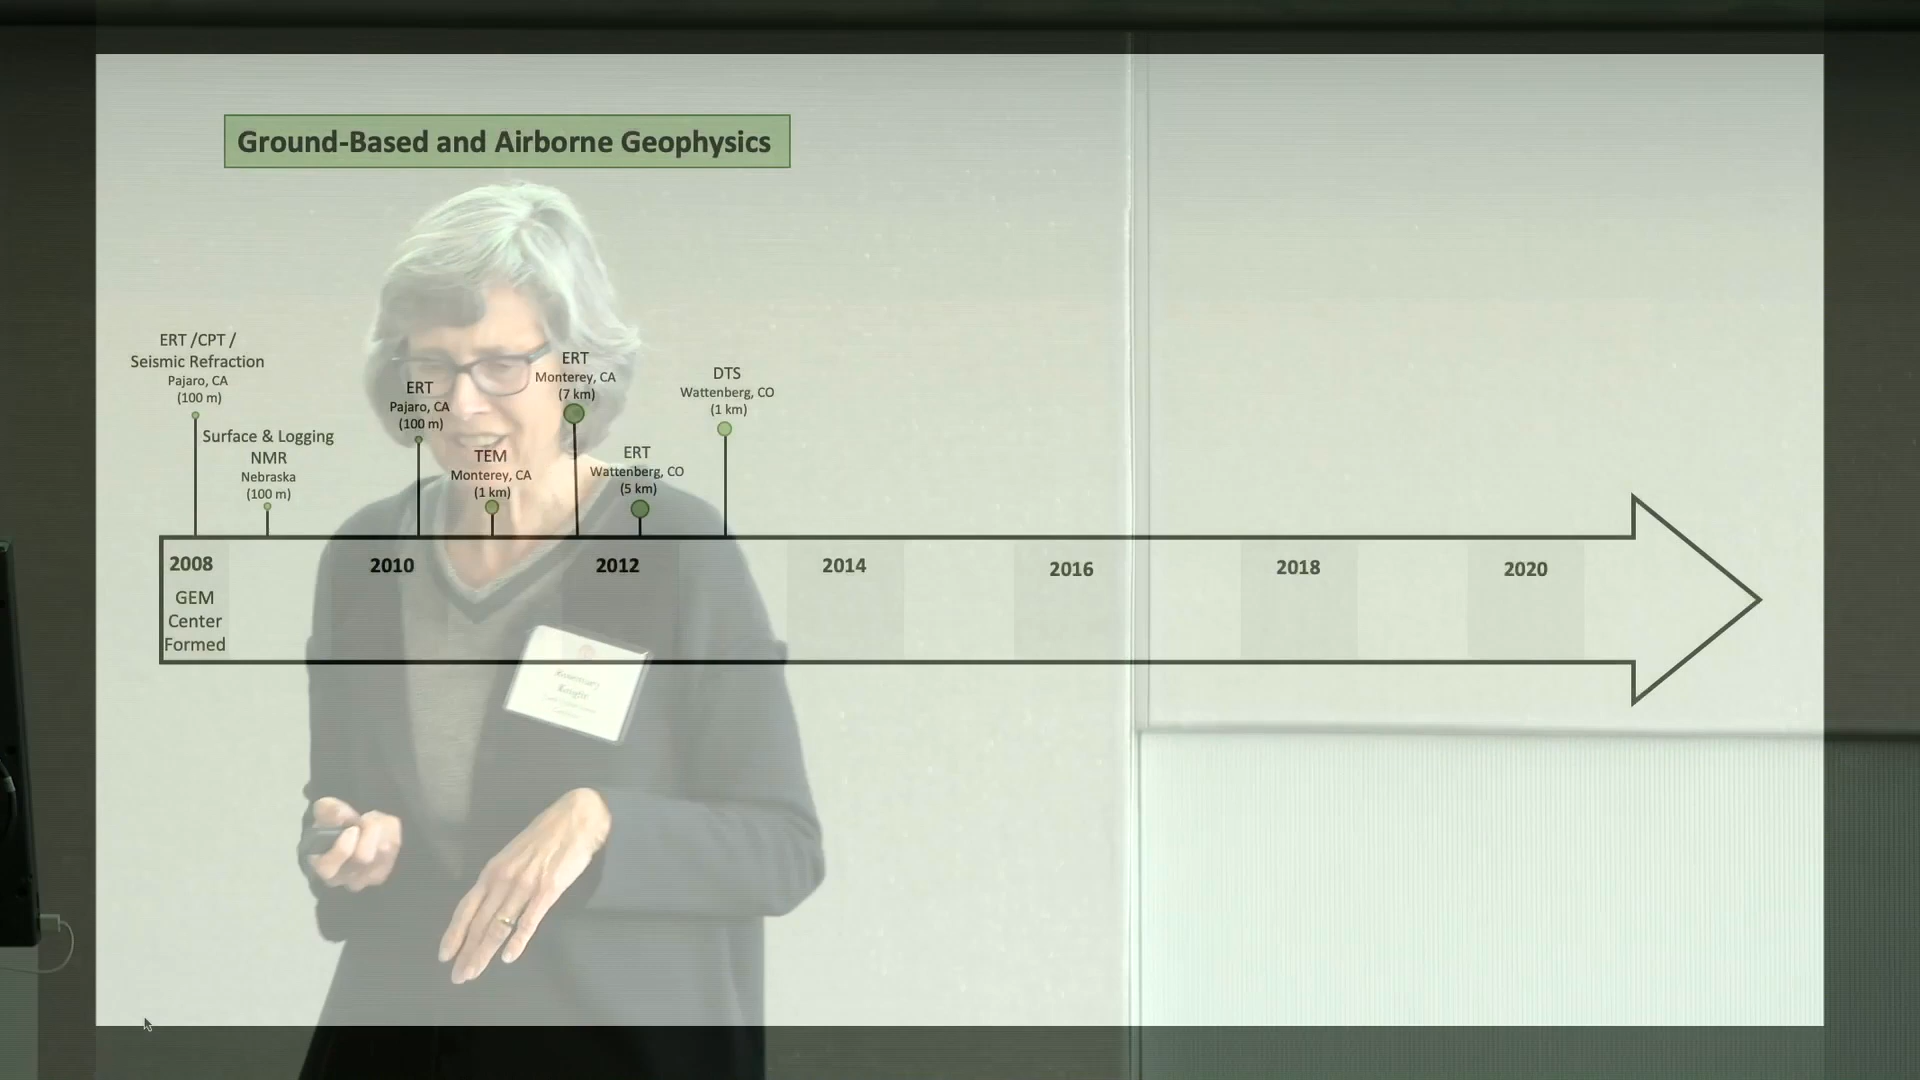 Ground-Based and Airborne Geophysics
ERT /CPT /
Seismic Refraction
Pajaro, CA
(100 m)
Surface & Logging
NMR
Nebraska
(100 m)
ERT
Pajaro, CA
(100 m)
TEM
Monterey, CA
(1 km)
ERT
Monterey, CA
(7 km)
ERT
Wattenberg, CO
(5 km)
DTS
Wattenberg, CO
(1 km)
2008
2010
2012
2014
2016
2018
2020
GEM
Center
Formed